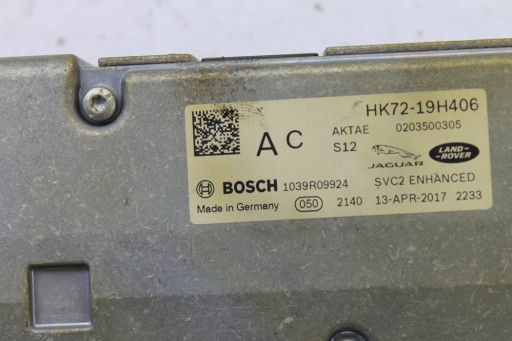 HK72-19H406
AKTAE 0203500305
A C S12
JAGUAR LAND-ROVER
BOSCH 1039R09924 SVC2 ENHANCED
Made in Germany 050 2140 13-APR-2017 2233